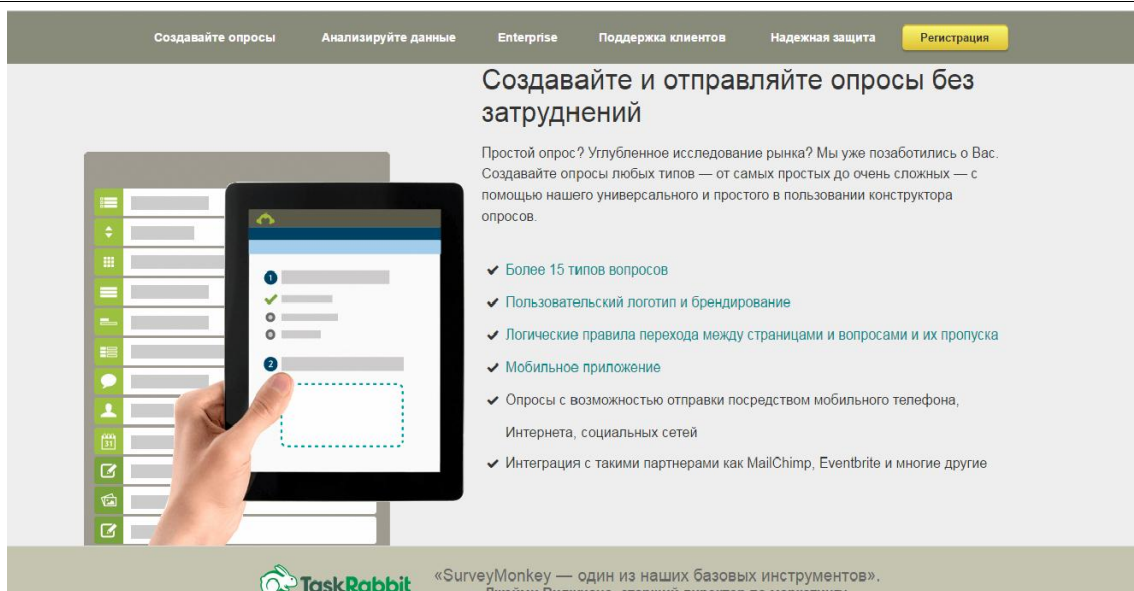 Создавайте опросы Анализируйте данные Enterprise Поддержка клиентов Надежная защита Регистрация
Создавайте и отправляйте опросы без
затруднений
Простой опрос? Углубленное исследование рынка? Мы уже позаботились о Вас.
Создавайте опросы любых типов — от самых простых до очень сложных — с
помощью нашего универсального и простого в пользовании конструктора
опросов.
Более 15 типов вопросов
Пользовательский логотип и брендирование
Логические правила перехода между страницами и вопросами и их пропуска
Мобильное приложение
Опросы с возможностью отправки посредством мобильного телефона,
Интернета, социальных сетей
Интеграция с такими партнерами как MailChimp, Eventbrite и многие другие
1
2
31
TaskRabbit
«SurveyMonkey — один из наших базовых инструментов».